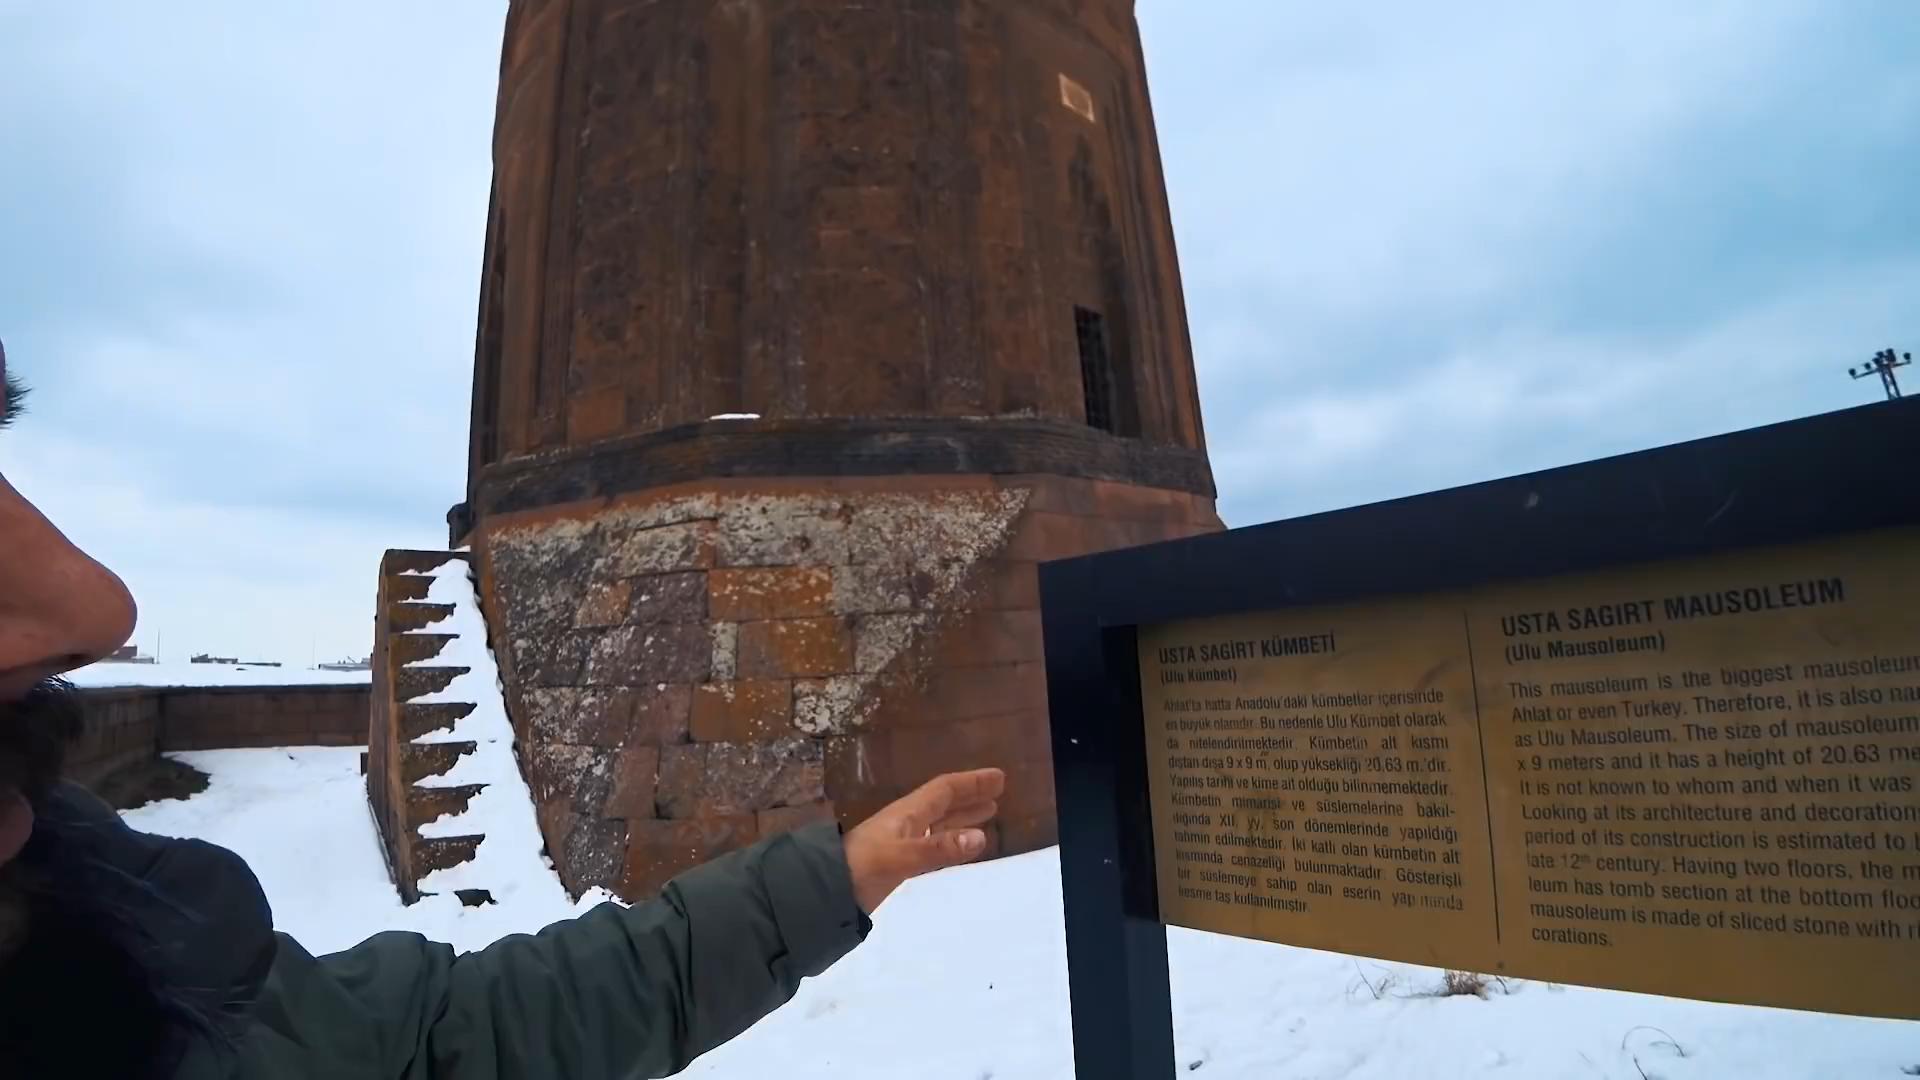 USTA ŞAGİRT KÜMBETİ
(Ulu Kümbet)
Ahlat'ta hatta Anadolu'daki kümbetler içerisinde
en büyük olanıdır. Bu nedenle Ulu Kümbet olarak
da nitelendirilmektedir. Kümbetin alt kısmı
dıştan dışa 9 x 9 m. olup yüksekliği 20,63 m.'dir.
Yapılış tarihi ve kime ait olduğu bilinmemektedir.
Kümbetin mimarisi ve süslemelerine bakıl-
dığında XII. yy. son dönemlerinde yapıldığı
tahmin edilmektedir. İki katlı olan kümbetin alt
kısmında cenazeliği bulunmaktadır. Gösterişli
bir süslemeye sahip olan eserin yapımında
kesme taş kullanılmıştır.
USTA SAGIRT MAUSOLEUM
(Ulu Mausoleum)
This mausoleum is the biggest mausoleum
Ahlat or even Turkey. Therefore, it is also
as Ulu Mausoleum. The size of mausoleum
x 9 meters and it has a height of 20.63
It is not known to whom and when it was
Looking at its architecture and decoration
period of its construction is estimated to
late 12th century. Having two floors, the
leum has tomb section at the bottom
mausoleum is made of sliced stone with
corations.